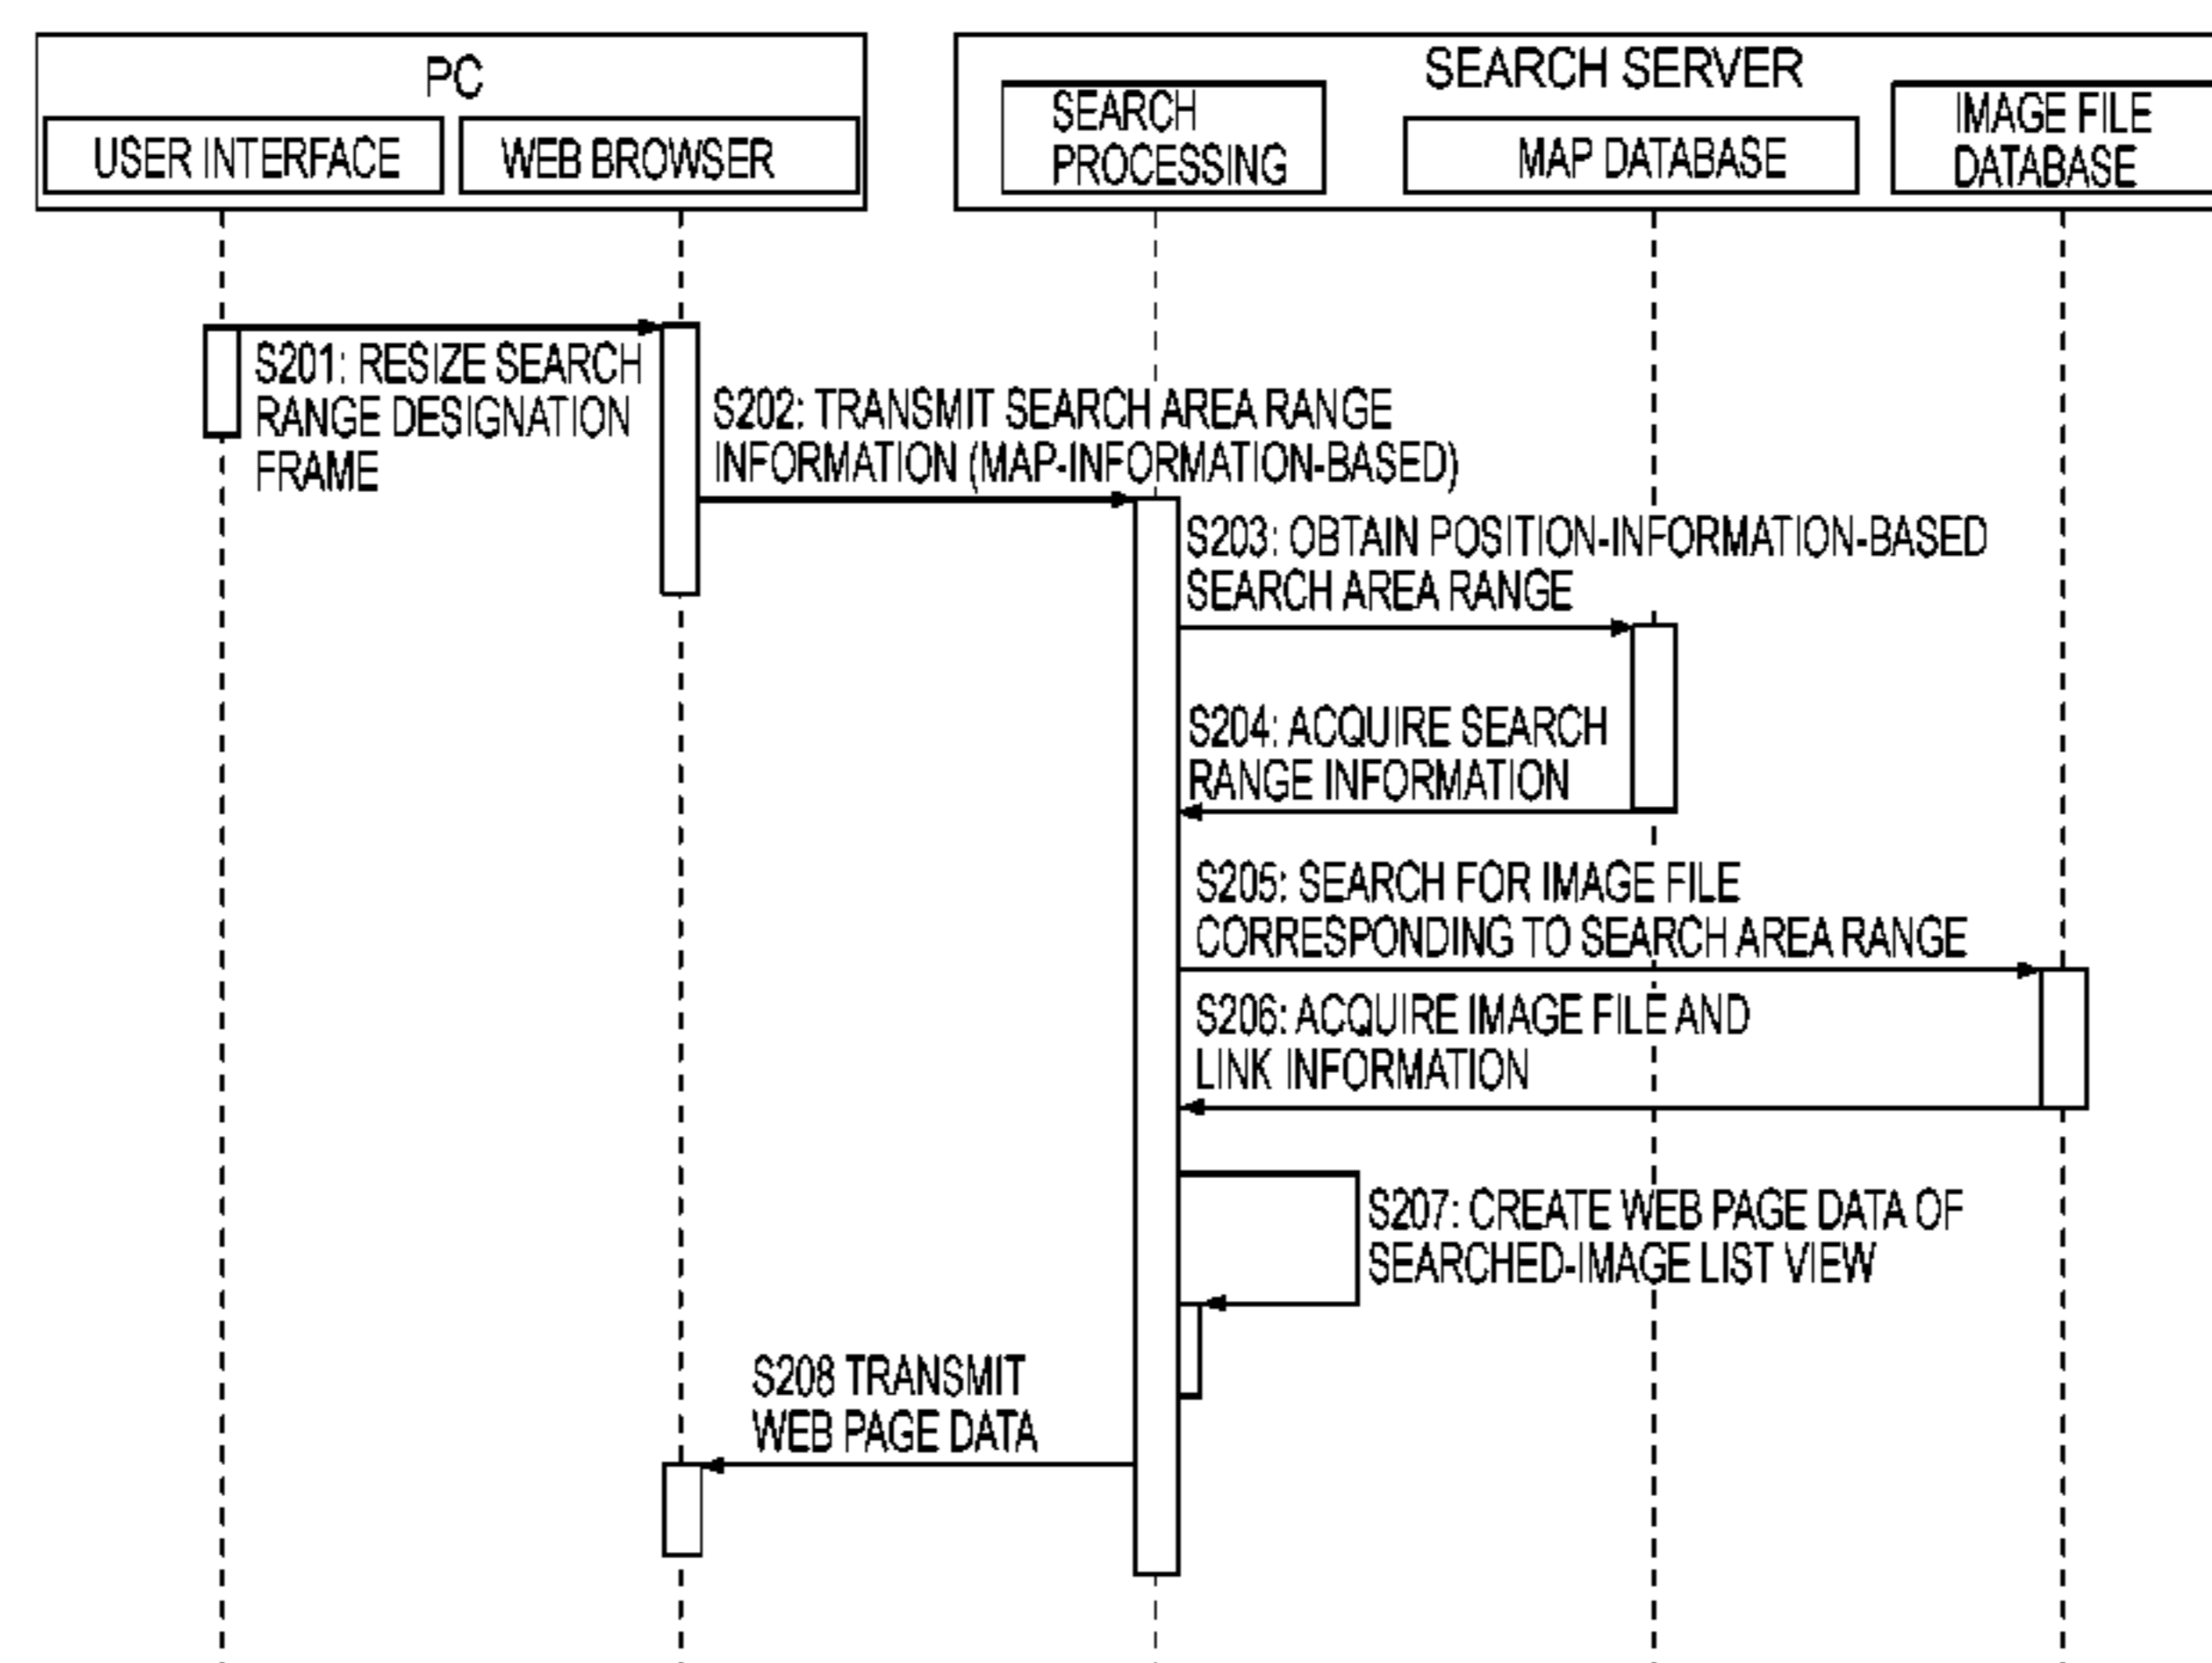 PC
USER INTERFACE
WEB BROWSER
SEARCH SERVER
SEARCH
PROCESSING
MAP DATABASE
IMAGE FILE
DATABASE
S201: RESIZE SEARCH
RANGE DESIGNATION
FRAME
S202: TRANSMIT SEARCH AREA RANGE
INFORMATION (MAP-INFORMATION-BASED)
S203: OBTAIN POSITION-INFORMATION-BASED
SEARCH AREA RANGE
S204: ACQUIRE SEARCH
RANGE INFORMATION
S205: SEARCH FOR IMAGE FILE
CORRESPONDING TO SEARCH AREA RANGE
S206: ACQUIRE IMAGE FILE AND
LINK INFORMATION
S207: CREATE WEB PAGE DATA OF
SEARCHED-IMAGE LIST VIEW
S208 TRANSMIT
WEB PAGE DATA